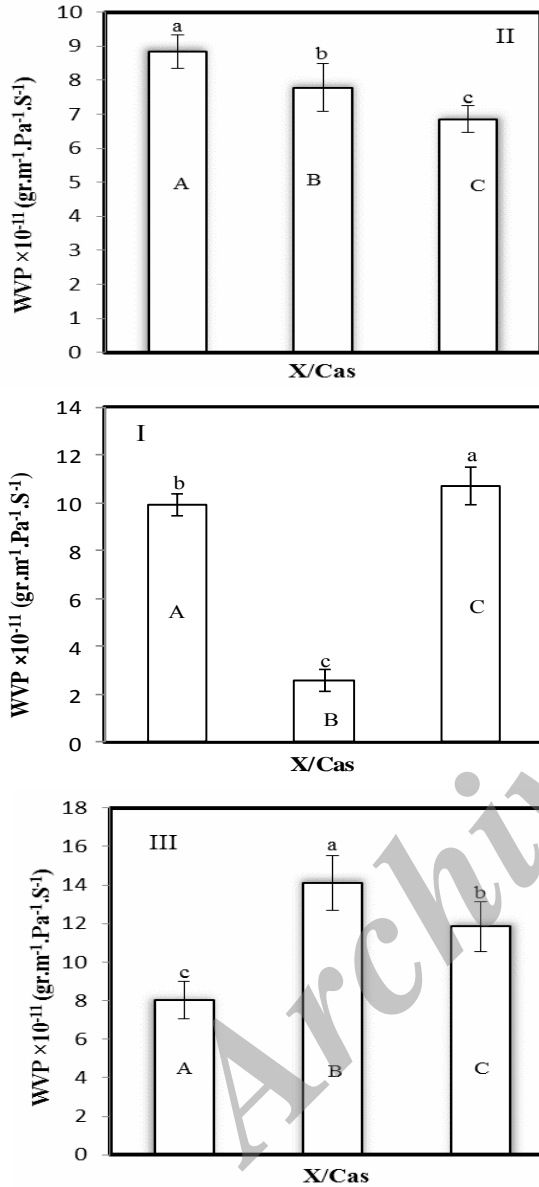 II
WVP ×10⁻¹¹ (gr.m⁻¹.Pa⁻¹.S⁻¹)
10
9
8
7
6
5
4
3
2
1
0
a
b
c
A
B
C
X/Cas
I
WVP ×10⁻¹¹ (gr.m⁻¹.Pa⁻¹.S⁻¹)
14
12
10
8
6
4
2
0
b
c
a
A
B
C
X/Cas
III
WVP ×10⁻¹¹ (gr.m⁻¹.Pa⁻¹.S⁻¹)
18
16
14
12
10
8
6
4
2
0
c
a
b
A
B
C
X/Cas
Archiv